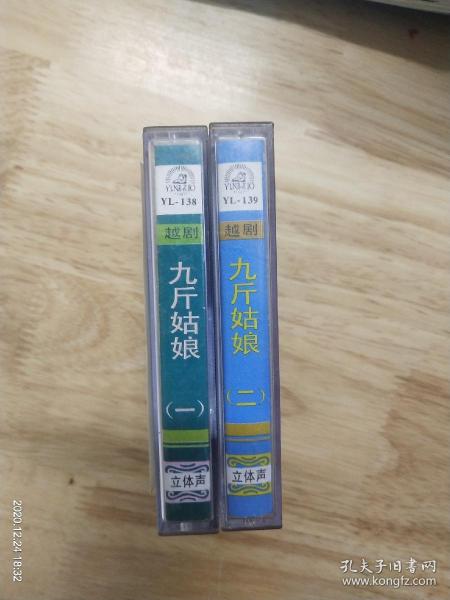 YL-138
越剧
九斤姑娘
(一)
立体声
YL-139
越剧
九斤姑娘
(二)
立体声
2020.12.24 18:32
孔夫子旧书网
www.kongfz.com